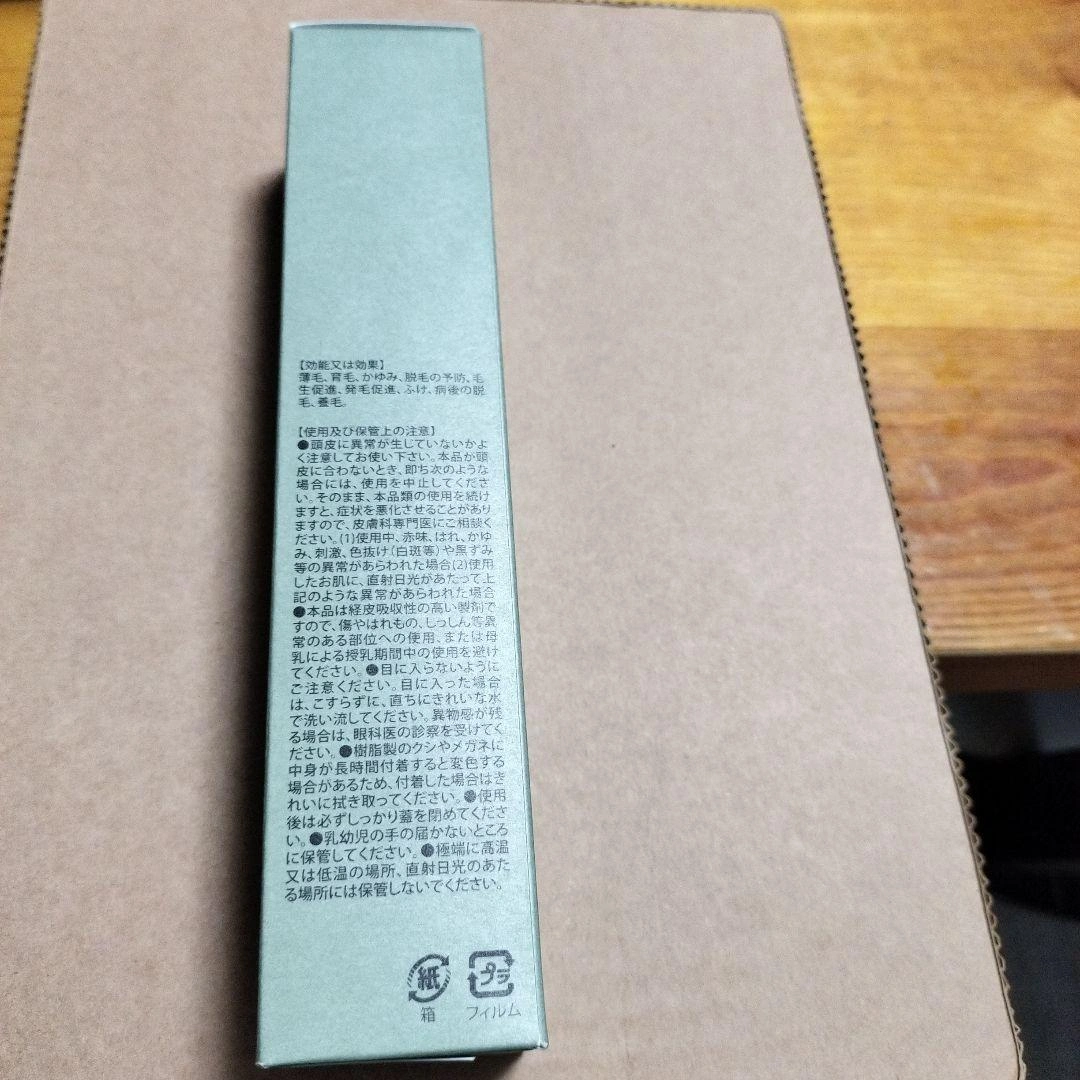 【効能又は効果】
薄毛、育毛、かゆみ、脱毛の予防、毛
生促進、発毛促進、ふけ、病後の脱
毛、養毛。
【使用及び保管上の注意】
●頭皮に異常が生じていないかよ
く注意してお使い下さい。本品が頭
皮に合わないとき、即ち次のような
場合には、使用を中止してくださ
い。そのまま、本品類の使用を続け
ますと、症状を悪化させることがあり
ますので、皮膚科専門医にご相談く
ださい。(1)使用中、赤味、はれ、かゆ
み、刺激、色抜け(白斑等)や黒ずみ
等の異常があらわれた場合(2)使用
したお肌に、直射日光があたって上
記のような異常があらわれた場合
●本品は経皮吸収性の高い製剤で
すので、傷やはれもの、しっしん等異
常のある部位への使用、または母
乳による授乳期間中の使用を避け
てください。●目に入らないように
ご注意ください。目に入った場合
は、こすらずに、直ちにきれいな水
で洗い流してください。異物感が残
る場合は、眼科医の診察を受けてく
ださい。●樹脂製のクシやメガネに
中身が長時間付着すると変色する
場合があるため、付着した場合はき
れいに拭き取ってください。●使用
後は必ずしっかり蓋を閉めてくださ
い。●乳幼児の手の届かないところ
に保管してください。●極端に高温
又は低温の場所、直射日光のあた
る場所には保管しないでください。
紙 プラ
箱 フィルム